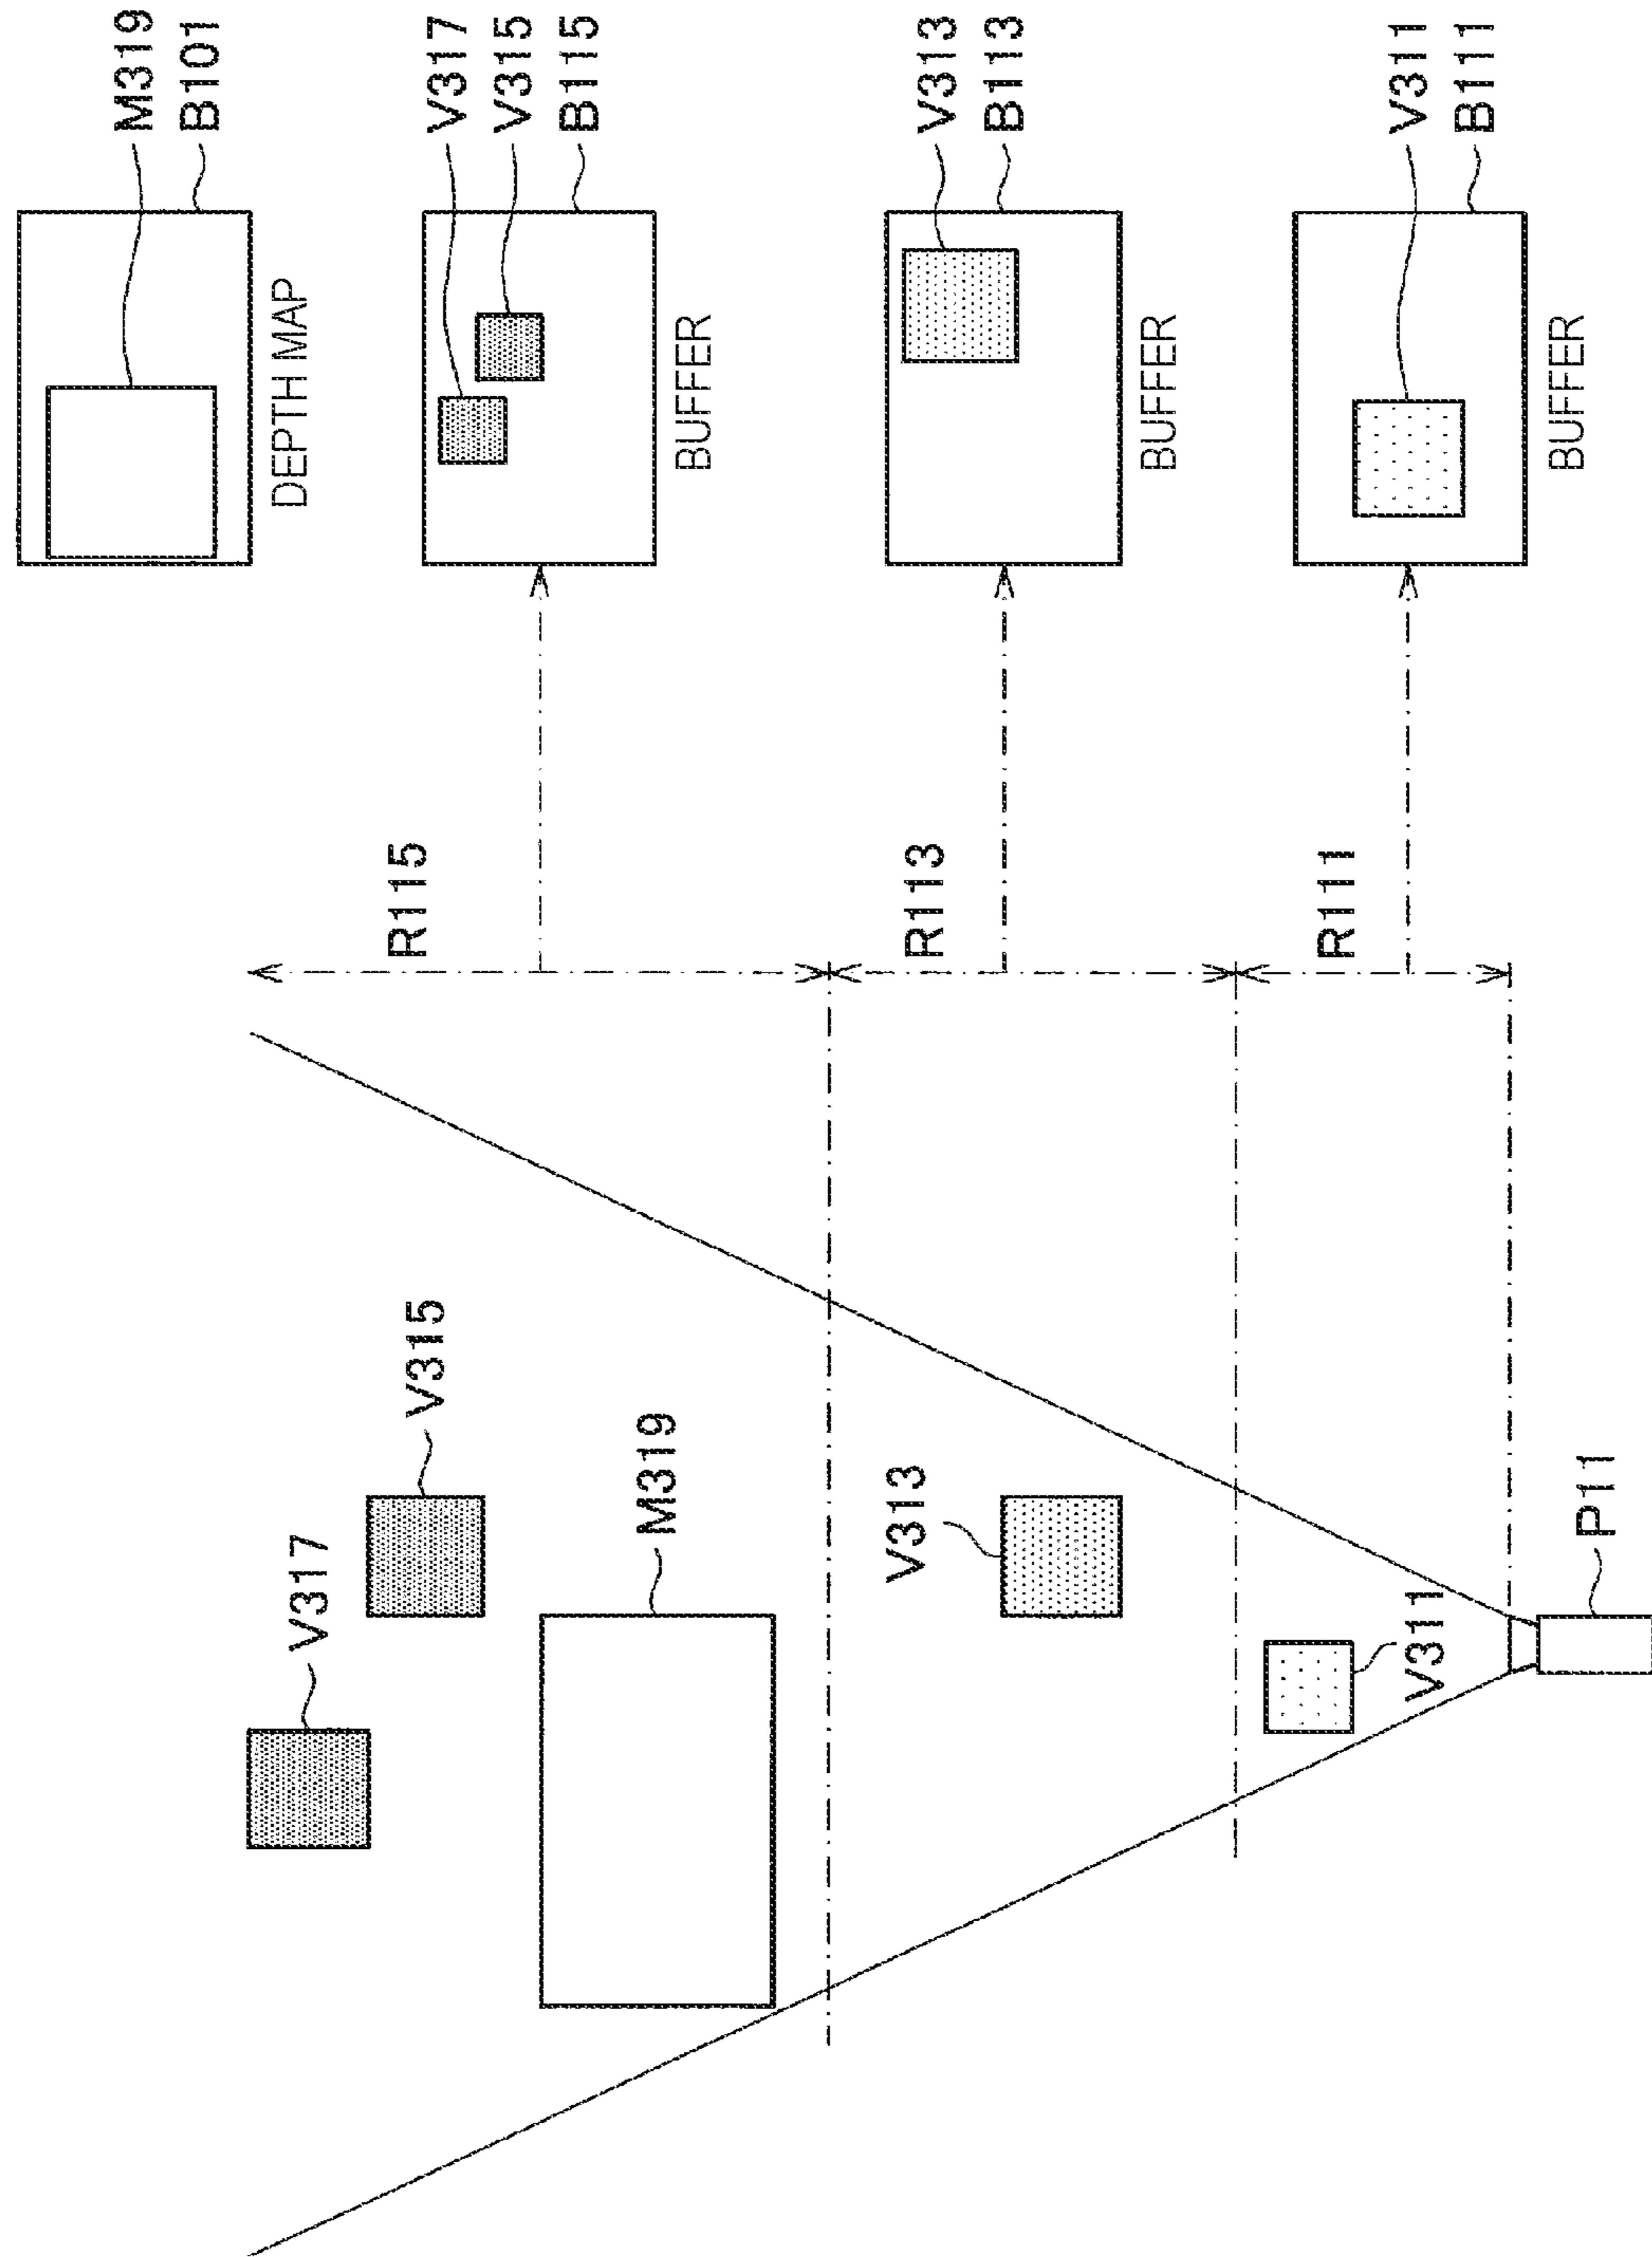 V317
V315
M319
V313
V311
P11
R115
R113
R111
M319
B101
DEPTH MAP
V317
V315
B115
BUFFER
V313
B113
BUFFER
V311
B111
BUFFER